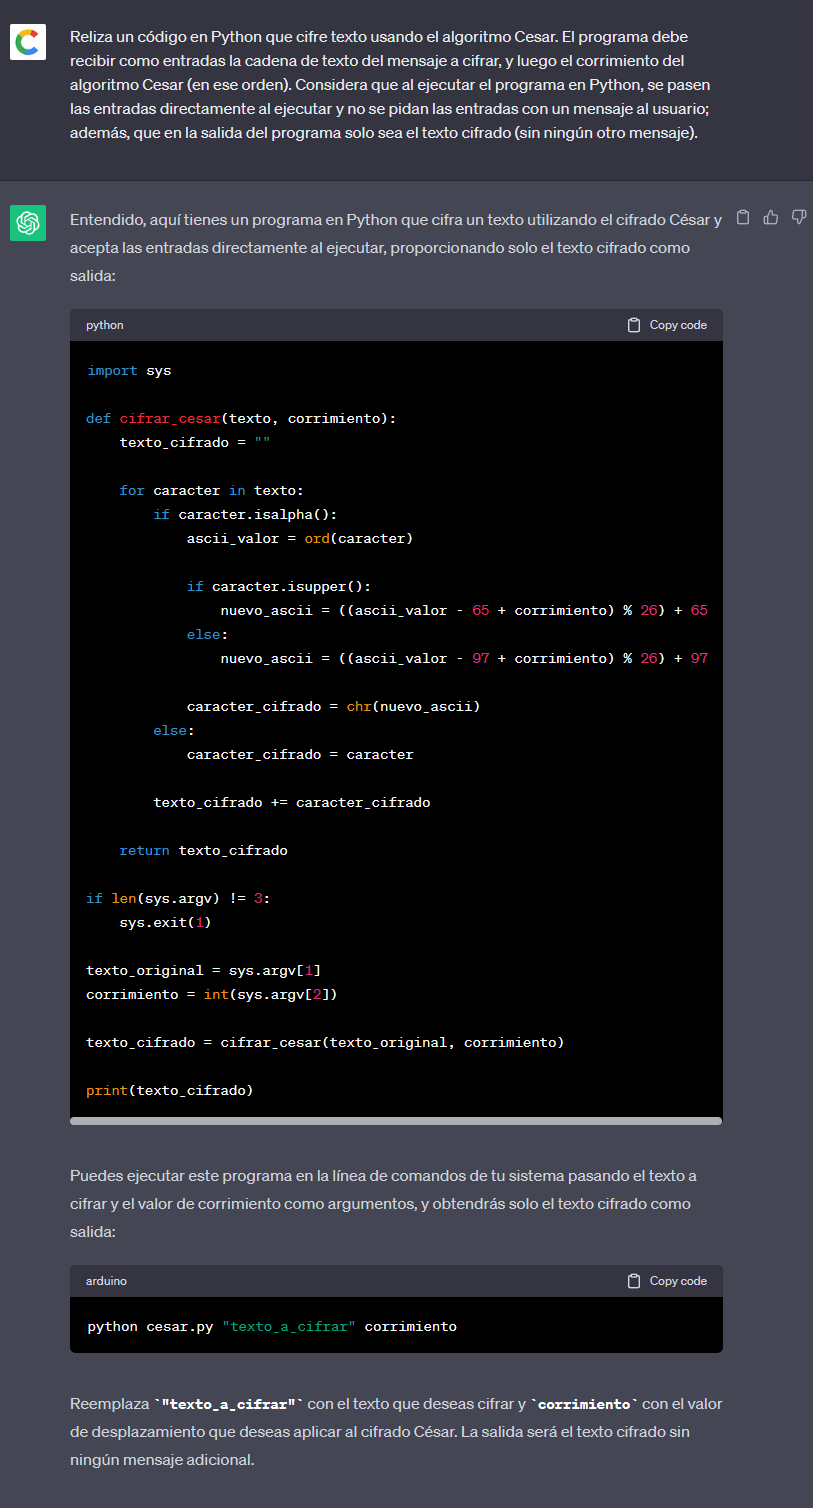 Reliza un código en Python que cifre texto usando el algoritmo Cesar. El programa debe
recibir como entradas la cadena de texto del mensaje a cifrar, y luego el corrimiento del
algoritmo Cesar (en ese orden). Considera que al ejecutar el programa en Python, se pasen
las entradas directamente al ejecutar y no se pidan las entradas con un mensaje al usuario;
además, que en la salida del programa solo sea el texto cifrado (sin ningún otro mensaje).
Entendido, aquí tienes un programa en Python que cifra un texto utilizando el cifrado César y
acepta las entradas directamente al ejecutar, proporcionando solo el texto cifrado como
salida:
python Copy code
import sys
def cifrar_cesar(texto, corrimiento):
    texto_cifrado = ""
    for caracter in texto:
        if caracter.isalpha():
            ascii_valor = ord(caracter)
            if caracter.isupper():
                nuevo_ascii = ((ascii_valor - 65 + corrimiento) % 26) + 65
            else:
                nuevo_ascii = ((ascii_valor - 97 + corrimiento) % 26) + 97
            caracter_cifrado = chr(nuevo_ascii)
        else:
            caracter_cifrado = caracter
        texto_cifrado += caracter_cifrado
    return texto_cifrado
if len(sys.argv) != 3:
    sys.exit(1)
texto_original = sys.argv[1]
corrimiento = int(sys.argv[2])
texto_cifrado = cifrar_cesar(texto_original, corrimiento)
print(texto_cifrado)
Puedes ejecutar este programa en la línea de comandos de tu sistema pasando el texto a
cifrar y el valor de corrimiento como argumentos, y obtendrás solo el texto cifrado como
salida:
arduino Copy code
python cesar.py "texto_a_cifrar" corrimiento
Reemplaza `"texto_a_cifrar"` con el texto que deseas cifrar y `corrimiento` con el valor
de desplazamiento que deseas aplicar al cifrado César. La salida será el texto cifrado sin
ningún mensaje adicional.